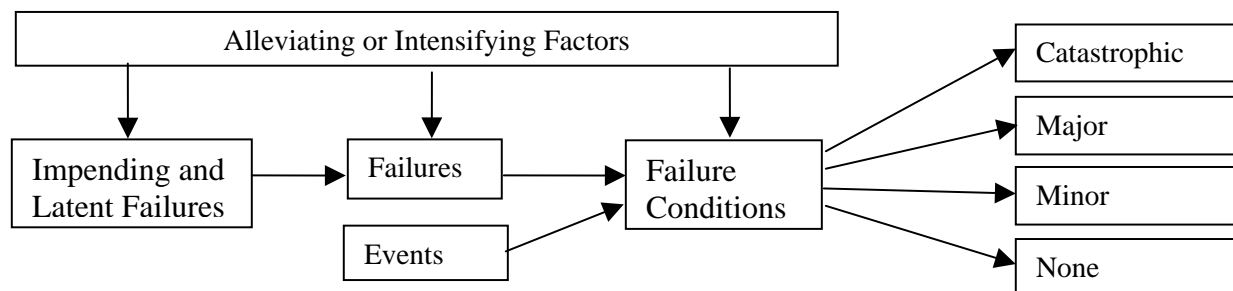 Alleviating or Intensifying Factors
Impending and
Latent Failures
Failures
Events
Failure
Conditions
Catastrophic
Major
Minor
None